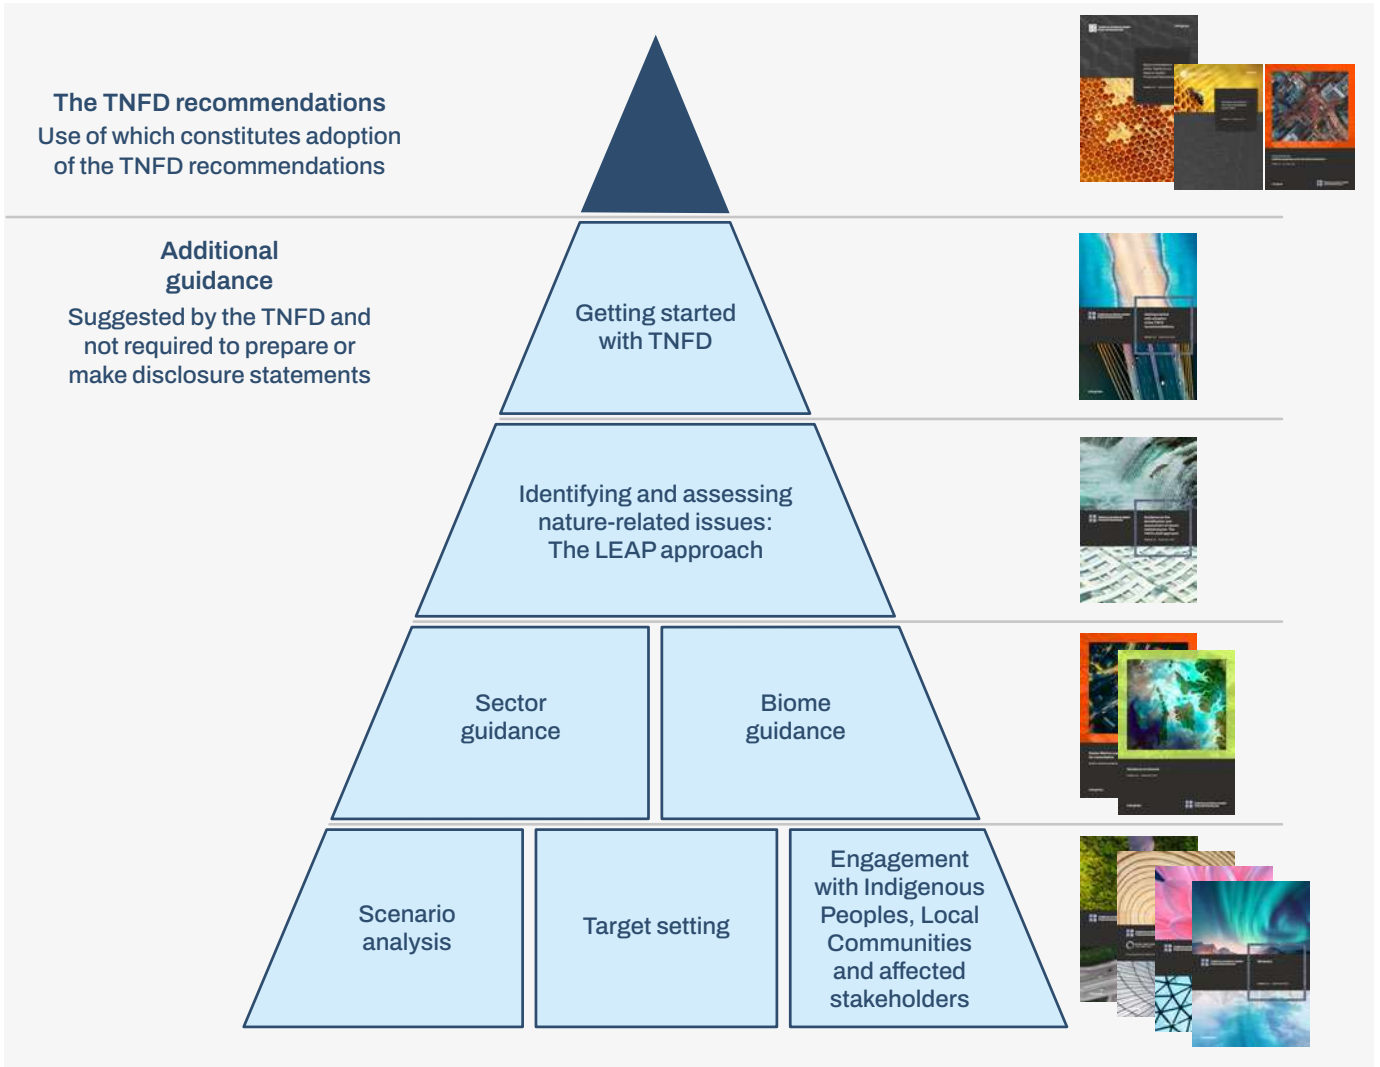 The TNFD recommendations
Use of which constitutes adoption
of the TNFD recommendations
Additional
guidance
Suggested by the TNFD and
not required to prepare or
make disclosure statements
Getting started
with TNFD
Identifying and assessing
nature-related issues:
The LEAP approach
Sector
guidance
Biome
guidance
Scenario
analysis
Target setting
Engagement
with Indigenous
Peoples, Local
Communities
and affected
stakeholders